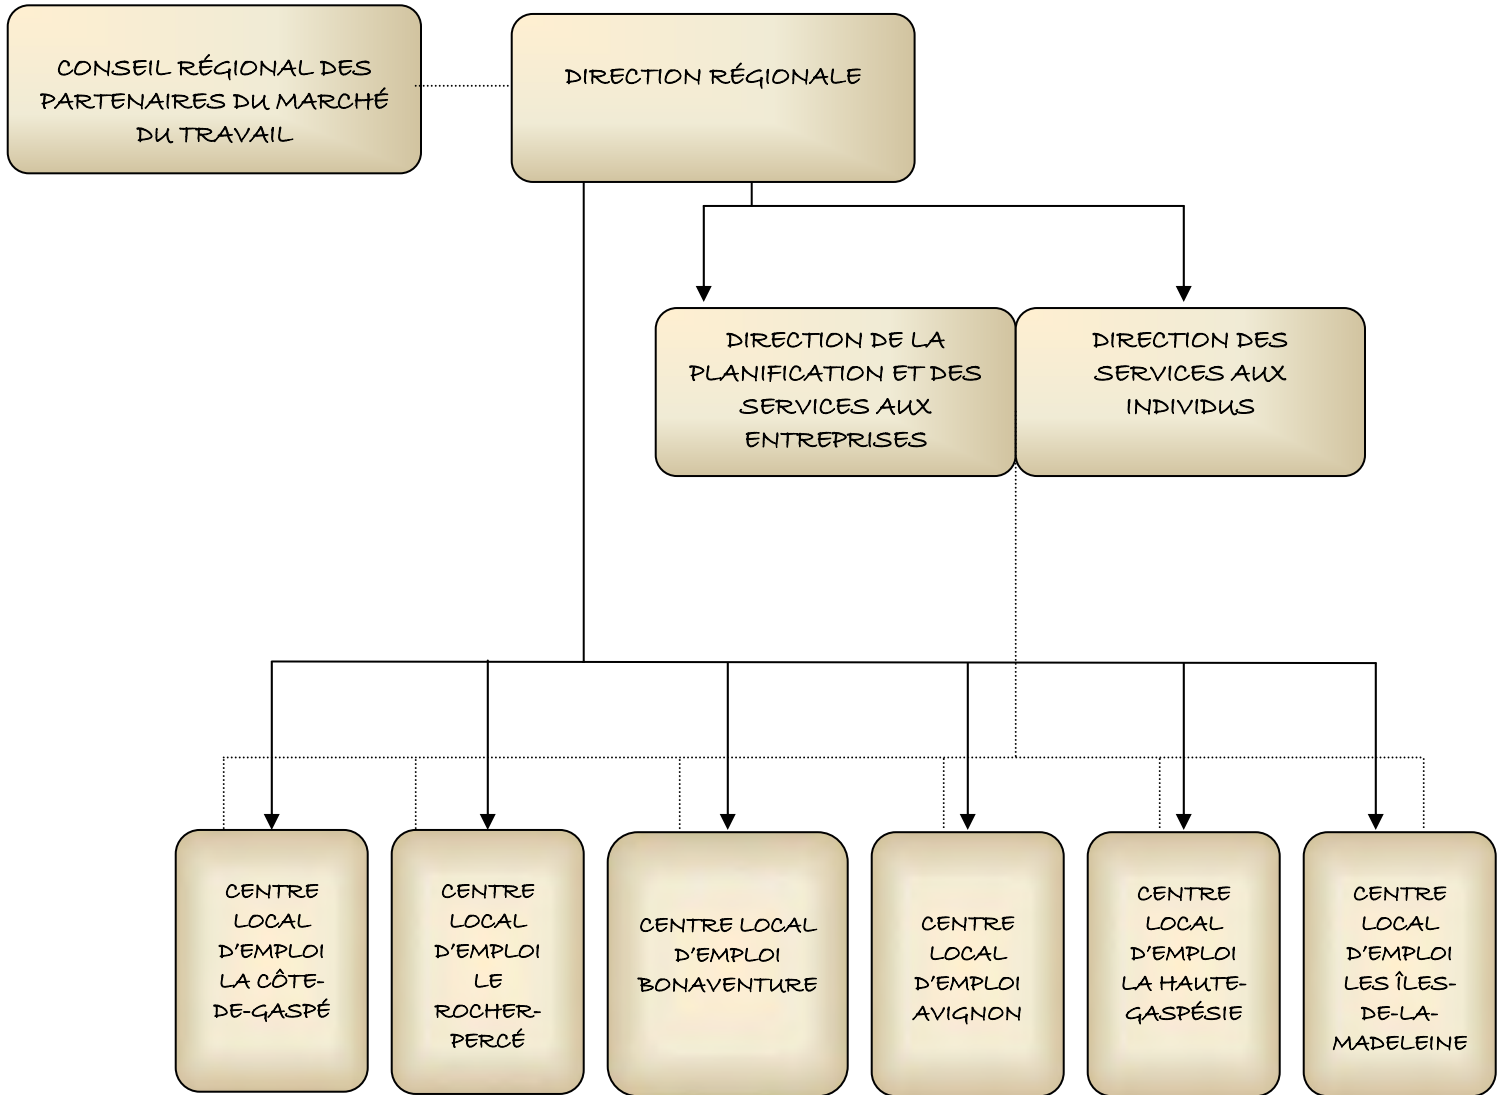 CONSEIL RÉGIONAL DES
PARTENAIRES DU MARCHÉ
DU TRAVAIL
DIRECTION RÉGIONALE
DIRECTION DE LA
PLANIFICATION ET DES
SERVICES AUX
ENTREPRISES
DIRECTION DES
SERVICES AUX
INDIVIDUS
CENTRE
LOCAL
D'EMPLOI
LA CÔTE-
DE-GASPÉ
CENTRE
LOCAL
D'EMPLOI
LE
ROCHER-
PERCÉ
CENTRE LOCAL
D'EMPLOI
BONAVENTURE
CENTRE
LOCAL
D'EMPLOI
AVIGNON
CENTRE
LOCAL
D'EMPLOI
LA HAUTE-
GASPÉSIE
CENTRE
LOCAL
D'EMPLOI
LES ÎLES-
DE-LA-
MADELEINE